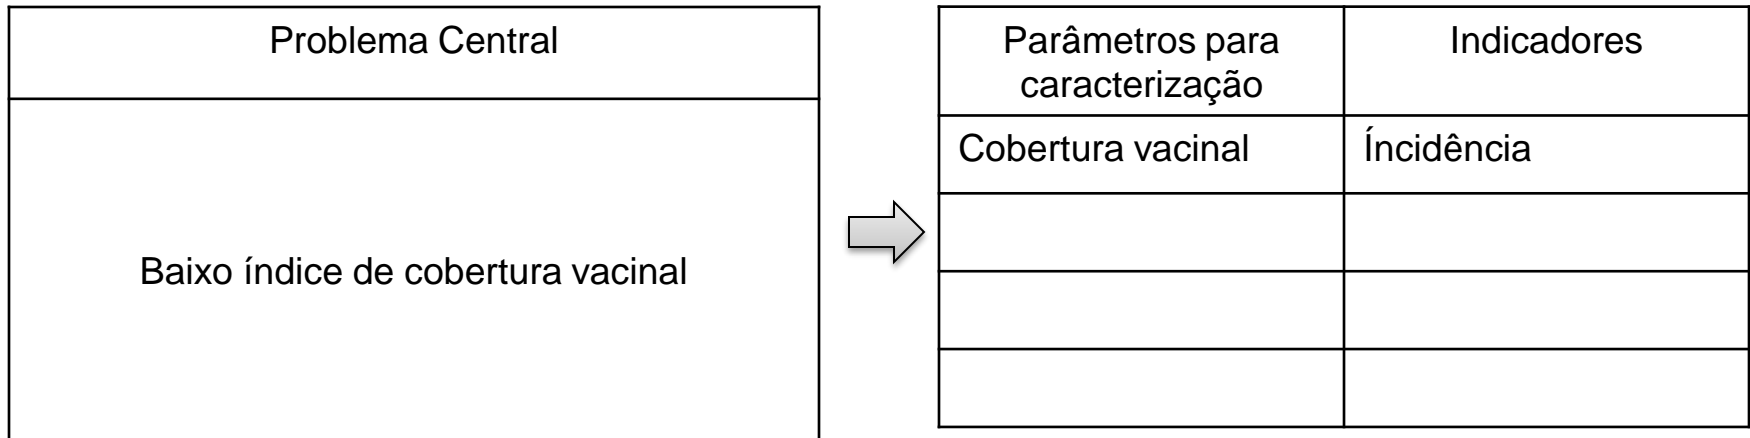 Problema Central
Baixo índice de cobertura vacinal
Parâmetros para
caracterização
Indicadores
Cobertura vacinal
Íncidência